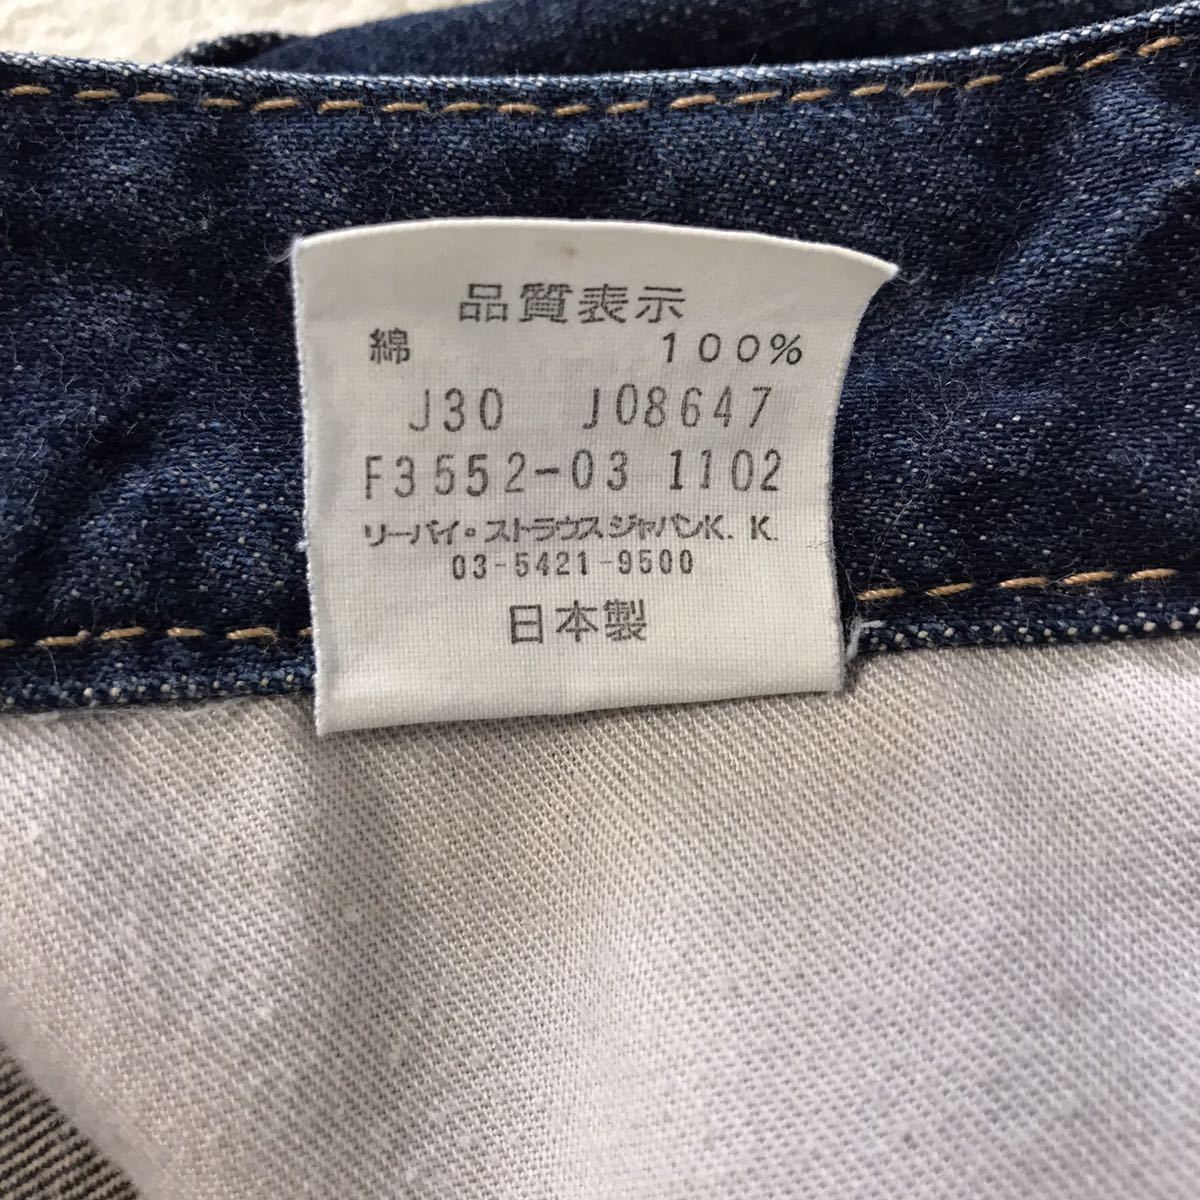 品質表示
綿 100%
J30 J08647
F3552-03 1102
リーバイ・ストラウスジャパンK.K.
03-5421-9500
日本製